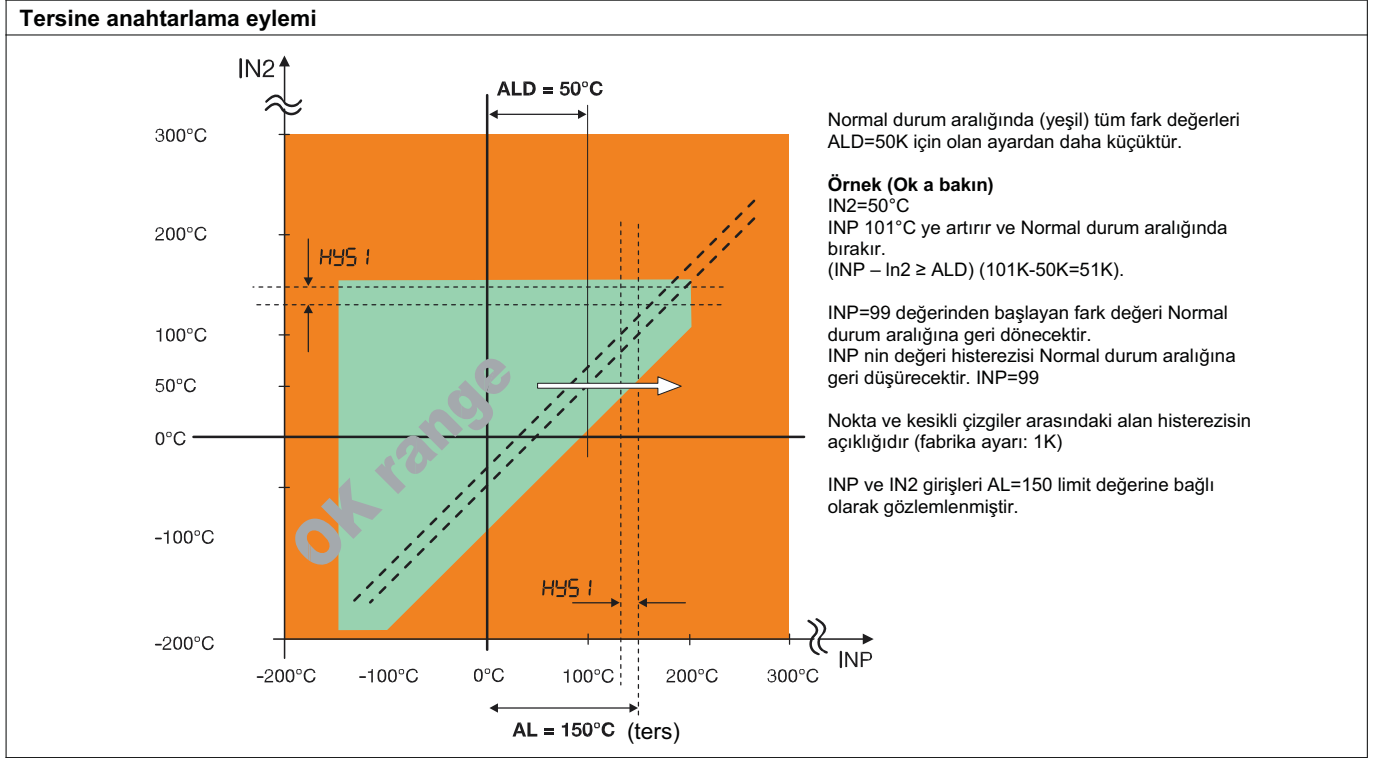 Tersine anahtarlama eylemi
IN2
ALD = 50°C
300°C
200°C
HYS1
100°C
50°C
0°C
-100°C
-200°C
OK range
HYS1
INP
-200°C
-100°C
0°C
100°C
200°C
300°C
AL = 150°C (ters)
Normal durum aralığında (yeşil) tüm fark değerleri
ALD=50K için olan ayardan daha küçüktür.
Örnek (Ok a bakın)
IN2=50°C
INP 101°C ye artırır ve Normal durum aralığında
bırakır.
(INP – In2 ≥ ALD) (101K-50K=51K).
INP=99 değerinden başlayan fark değeri Normal
durum aralığına geri dönecektir.
INP nin değeri histerezisi Normal durum aralığına
geri düşürecektir. INP=99
Nokta ve kesikli çizgiler arasındaki alan histerezisin
açıklığıdır (fabrika ayarı: 1K)
INP ve IN2 girişleri AL=150 limit değerine bağlı
olarak gözlemlenmiştir.